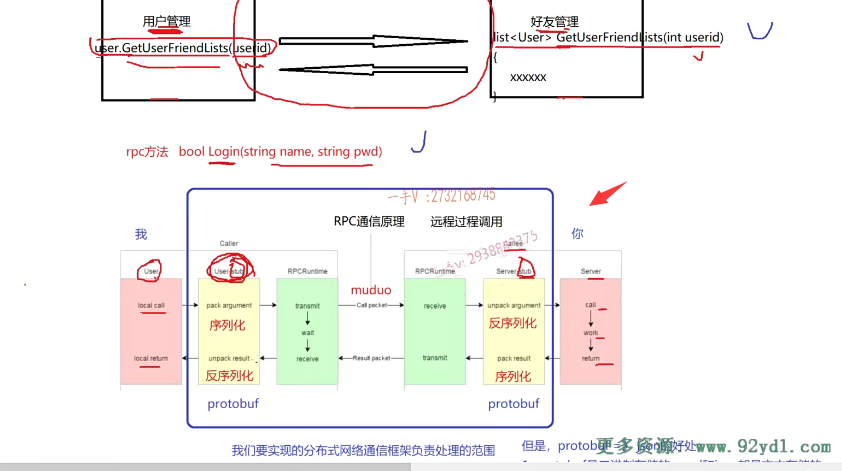 用户管理
好友管理
user.GetUserFriendLists(userid)
list<User> GetUserFriendLists(int userid)
{
xxxxxx
}
rpc方法 bool Login(string name, string pwd)
一手V :2732168745
RPC通信原理 远程过程调用
我
你
Caller
Callee
User
User-stub
RPCRuntime
RPCRuntime
Server-stub
Server
muduo
local call
pack argument
transmit
Call packet
receive
unpack argument
call
序列化
反序列化
wait
work
local return
unpack result
receive
Result packet
transmit
pack result
return
反序列化
序列化
protobuf
protobuf
我们要实现的分布式网络通信框架负责处理的范围
但是，protobuf
json
好处
更多资源：www.92ydl.com